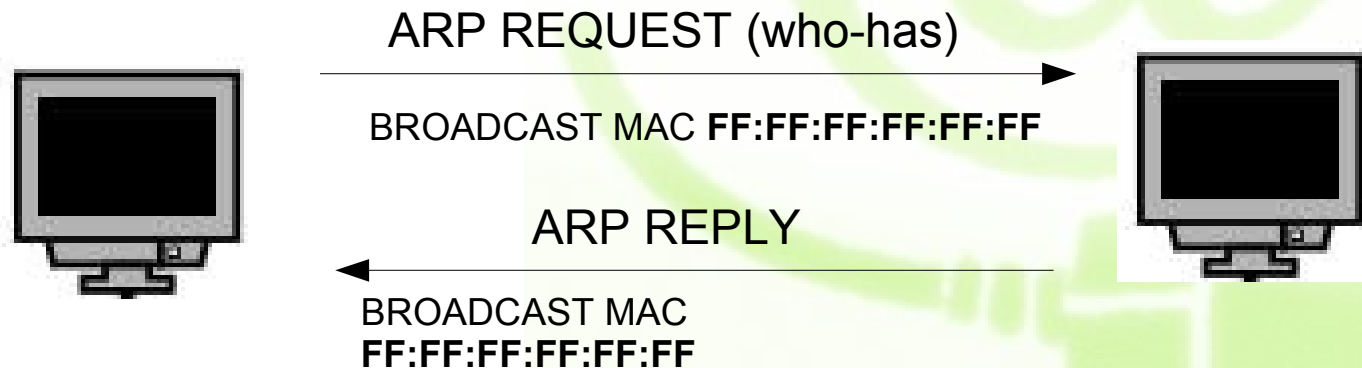 ARP REQUEST (who-has)
BROADCAST MAC FF:FF:FF:FF:FF:FF
ARP REPLY
BROADCAST MAC
FF:FF:FF:FF:FF:FF